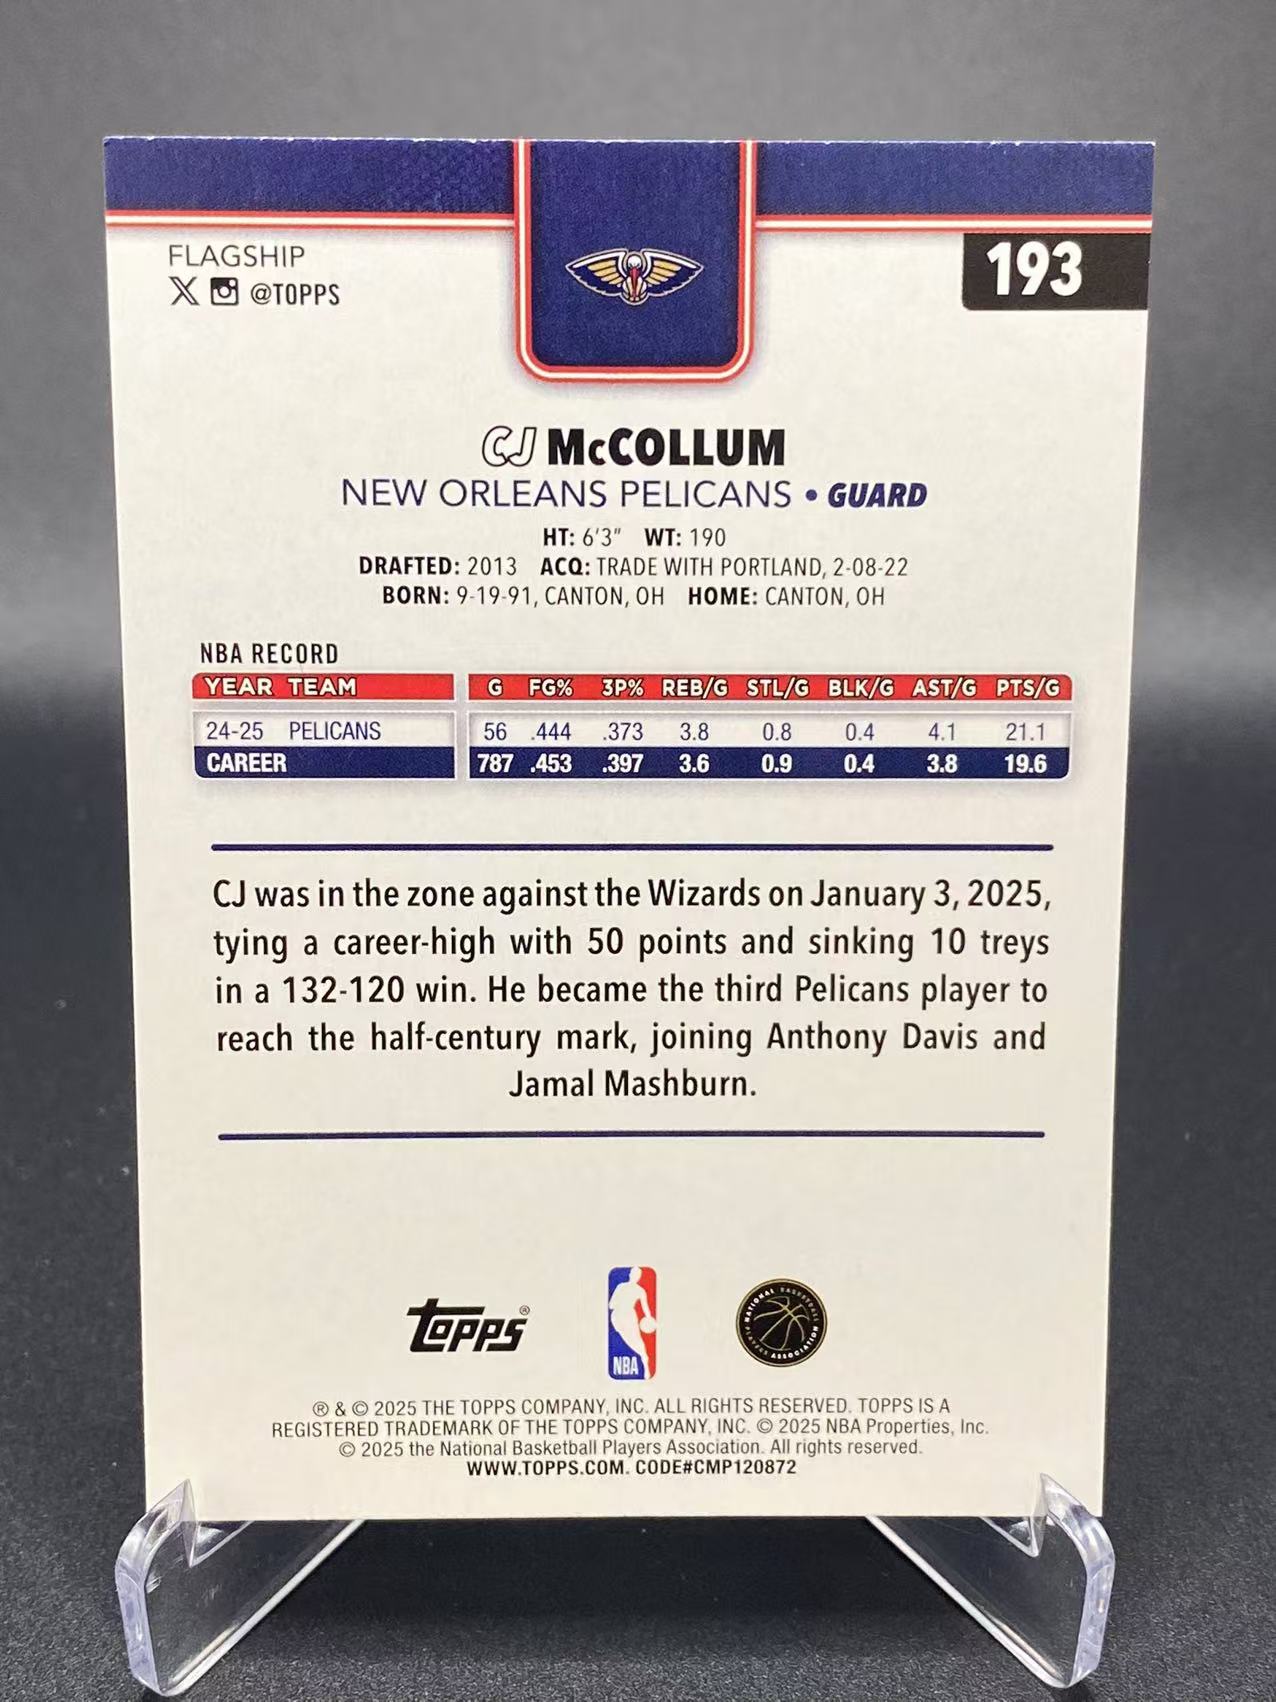 FLAGSHIP
193
@TOPPS
CJ McCOLLUM
NEW ORLEANS PELICANS • GUARD
HT: 6'3" WT: 190
DRAFTED: 2013 ACQ: TRADE WITH PORTLAND, 2-08-22
BORN: 9-19-91, CANTON, OH HOME: CANTON, OH
NBA RECORD
YEAR TEAM G FG% 3P% REB/G STL/G BLK/G AST/G PTS/G
24-25 PELICANS 56 .444 .373 3.8 0.8 0.4 4.1 21.1
CAREER 787 .453 .397 3.6 0.9 0.4 3.8 19.6
CJ was in the zone against the Wizards on January 3, 2025,
tying a career-high with 50 points and sinking 10 treys
in a 132-120 win. He became the third Pelicans player to
reach the half-century mark, joining Anthony Davis and
Jamal Mashburn.
topps®
NBA
NATIONAL BASKETBALL PLAYERS ASSOCIATION
® & © 2025 THE TOPPS COMPANY, INC. ALL RIGHTS RESERVED. TOPPS IS A
REGISTERED TRADEMARK OF THE TOPPS COMPANY, INC. © 2025 NBA Properties, Inc.
© 2025 the National Basketball Players Association. All rights reserved.
WWW.TOPPS.COM. CODE#CMP120872